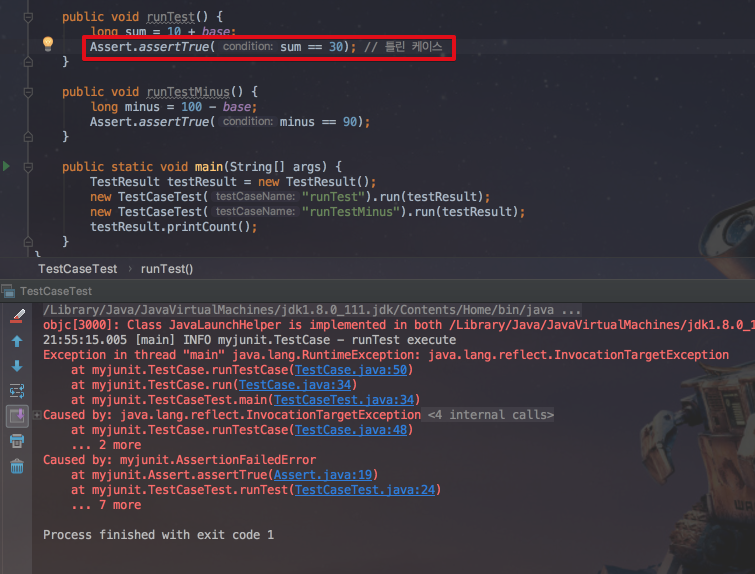 public void runTest() {
long sum = 10 + base;
Assert.assertTrue( condition: sum == 30); // 틀린 케이스
}
public void runTestMinus() {
long minus = 100 - base;
Assert.assertTrue( condition: minus == 90);
}
public static void main(String[] args) {
TestResult testResult = new TestResult();
new TestCaseTest( testCaseName: "runTest").run(testResult);
new TestCaseTest( testCaseName: "runTestMinus").run(testResult);
testResult.printCount();
}
}
TestCaseTest › runTest()
TestCaseTest
/Library/Java/JavaVirtualMachines/jdk1.8.0_111.jdk/Contents/Home/bin/java ...
objc[3000]: Class JavaLaunchHelper is implemented in both /Library/Java/JavaVirtualMachines/jdk1.8.0_1
21:55:15.005 [main] INFO myjunit.TestCase - runTest execute
Exception in thread "main" java.lang.RuntimeException: java.lang.reflect.InvocationTargetException
at myjunit.TestCase.runTestCase(TestCase.java:50)
at myjunit.TestCase.run(TestCase.java:34)
at myjunit.TestCaseTest.main(TestCaseTest.java:34)
Caused by: java.lang.reflect.InvocationTargetException <4 internal calls>
at myjunit.TestCase.runTestCase(TestCase.java:48)
... 2 more
Caused by: myjunit.AssertionFailedError
at myjunit.Assert.assertTrue(Assert.java:19)
at myjunit.TestCaseTest.runTest(TestCaseTest.java:24)
... 7 more
Process finished with exit code 1